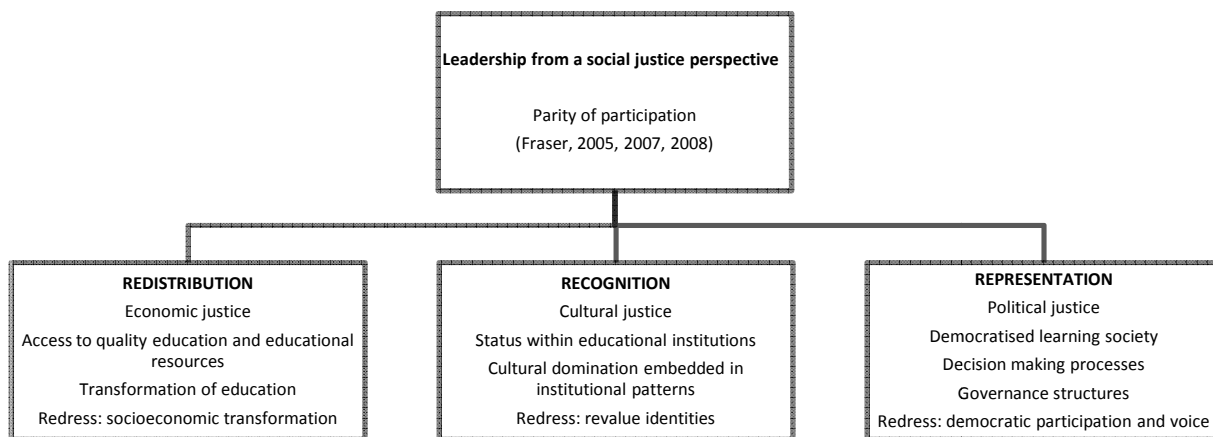 Leadership from a social justice perspective
Parity of participation
(Fraser, 2005, 2007, 2008)
REDISTRIBUTION
Economic justice
Access to quality education and educational
resources
Transformation of education
Redress: socioeconomic transformation
RECOGNITION
Cultural justice
Status within educational institutions
Cultural domination embedded in
institutional patterns
Redress: revalue identities
REPRESENTATION
Political justice
Democratised learning society
Decision making processes
Governance structures
Redress: democratic participation and voice